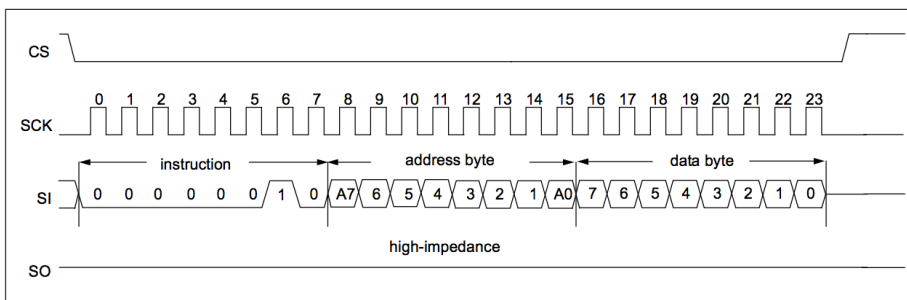 CS
0 1 2 3 4 5 6 7 8 9 10 11 12 13 14 15 16 17 18 19 20 21 22 23
SCK
instruction address byte data byte
SI 0 0 0 0 0 0 1 0 A7 6 5 4 3 2 1 A0 7 6 5 4 3 2 1 0
high-impedance
SO